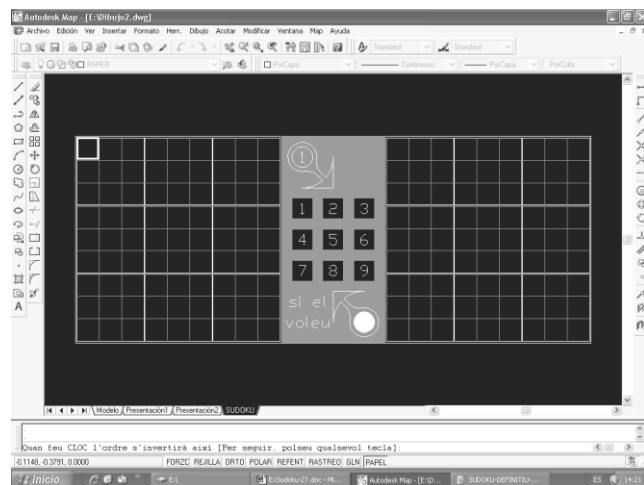 Autodesk Map - [E:\Dibujo2.dwg]
Archivo Edición Ver Insertar Formato Herr. Dibujo Acotar Modificar Ventana Map Ayuda
Standard Standard
PAPER PorCapa Continuous PorCapa PorColor
1
1 2 3
4 5 6
7 8 9
si el
voleu
Modelo Presentación1 Presentación2 SUDOKU
Quan feu CLOC l'ordre s'invertirà així [Per seguir, polseu qualsevol tecla]:
-0.1148, -0.3791, 0.0000 FORZC REJILLA ORTO POLAR REFENT RASTREO GLN PAPEL
Inicio E:\ E:\Sudoku-27.doc - Mi... Autodesk Map - [E:\D... SUDOKU-DEFINITIU-... ES